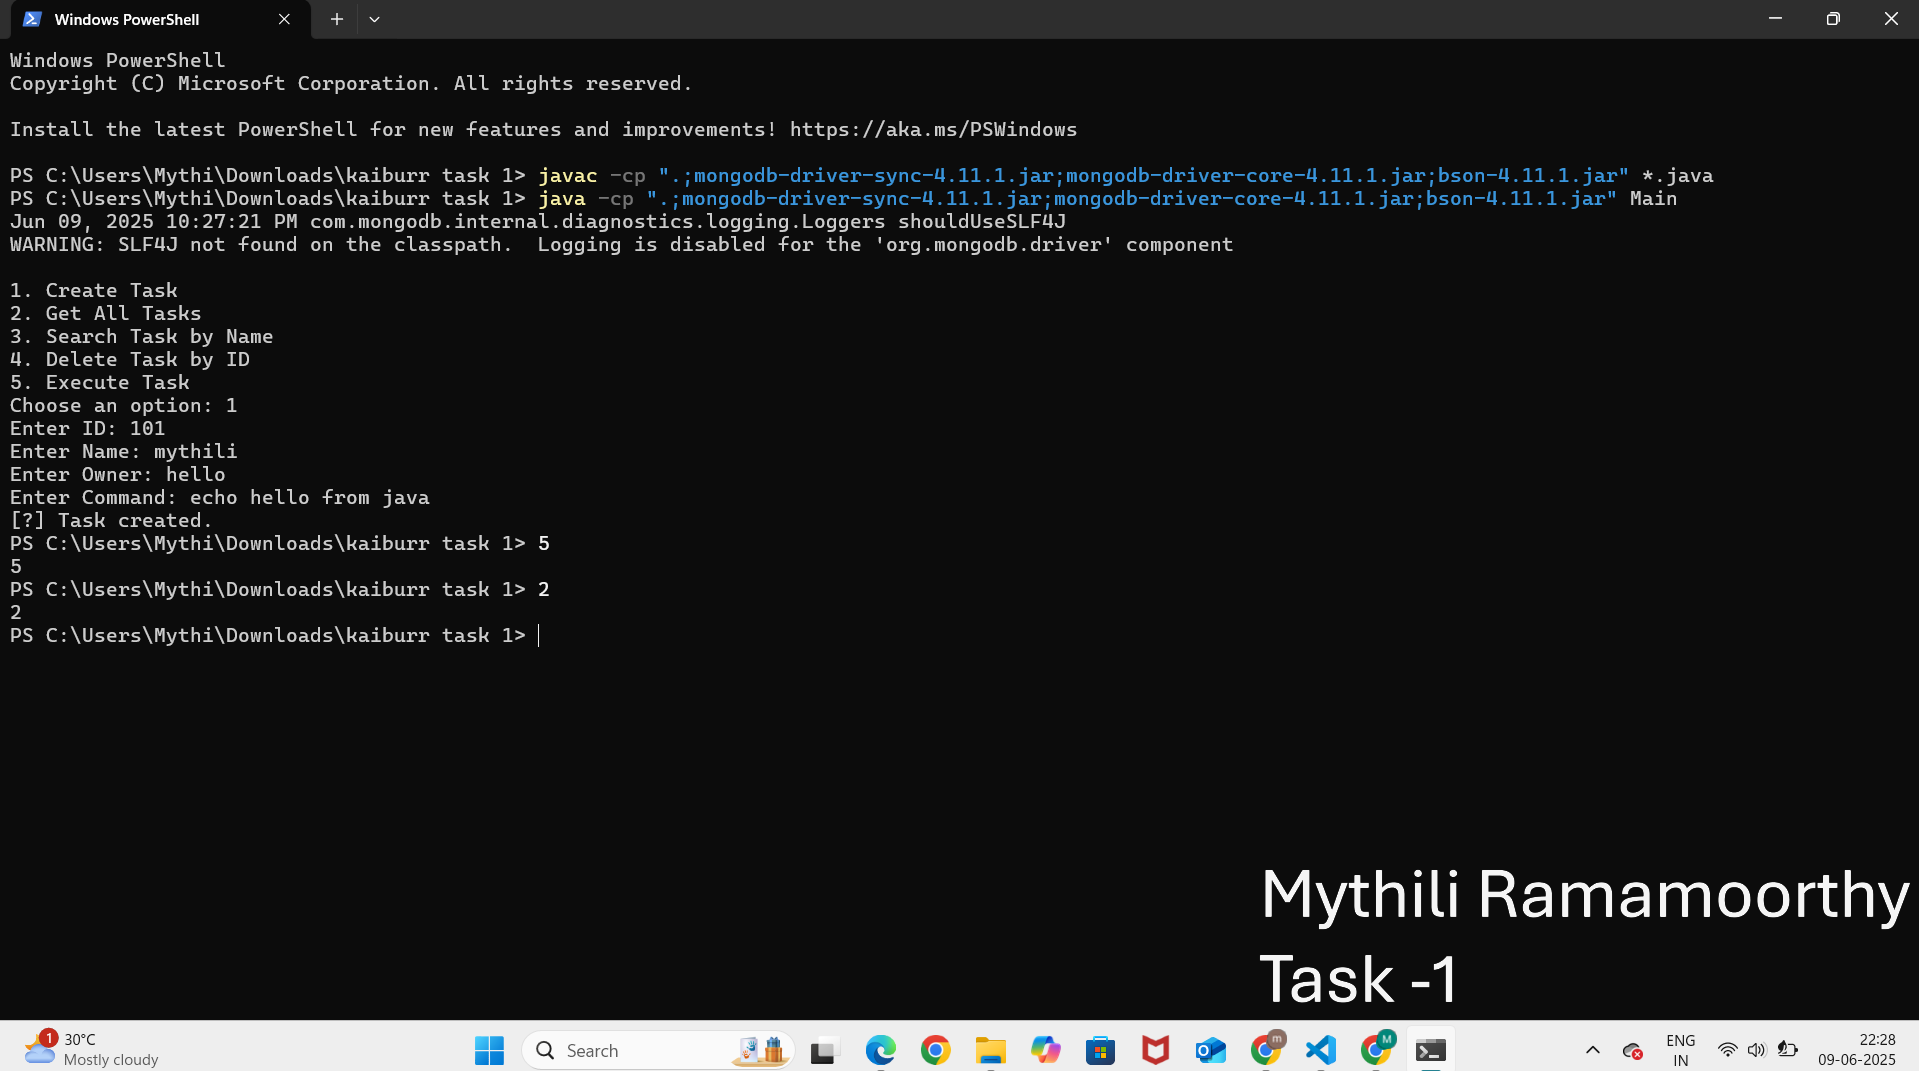 Windows PowerShell
Windows PowerShell
Copyright (C) Microsoft Corporation. All rights reserved.
Install the latest PowerShell for new features and improvements! https://aka.ms/PSWindows
PS C:\Users\Mythi\Downloads\kaiburr task 1> javac -cp ".;mongodb-driver-sync-4.11.1.jar;mongodb-driver-core-4.11.1.jar;bson-4.11.1.jar" *.java
PS C:\Users\Mythi\Downloads\kaiburr task 1> java -cp ".;mongodb-driver-sync-4.11.1.jar;mongodb-driver-core-4.11.1.jar;bson-4.11.1.jar" Main
Jun 09, 2025 10:27:21 PM com.mongodb.internal.diagnostics.logging.Loggers shouldUseSLF4J
WARNING: SLF4J not found on the classpath.  Logging is disabled for the 'org.mongodb.driver' component
1. Create Task
2. Get All Tasks
3. Search Task by Name
4. Delete Task by ID
5. Execute Task
Choose an option: 1
Enter ID: 101
Enter Name: mythili
Enter Owner: hello
Enter Command: echo hello from java
[?] Task created.
PS C:\Users\Mythi\Downloads\kaiburr task 1> 5
5
PS C:\Users\Mythi\Downloads\kaiburr task 1> 2
2
PS C:\Users\Mythi\Downloads\kaiburr task 1>
Mythili Ramamoorthy
Task -1
1
30°C
Mostly cloudy
Search
m
M
ENG
IN
22:28
09-06-2025